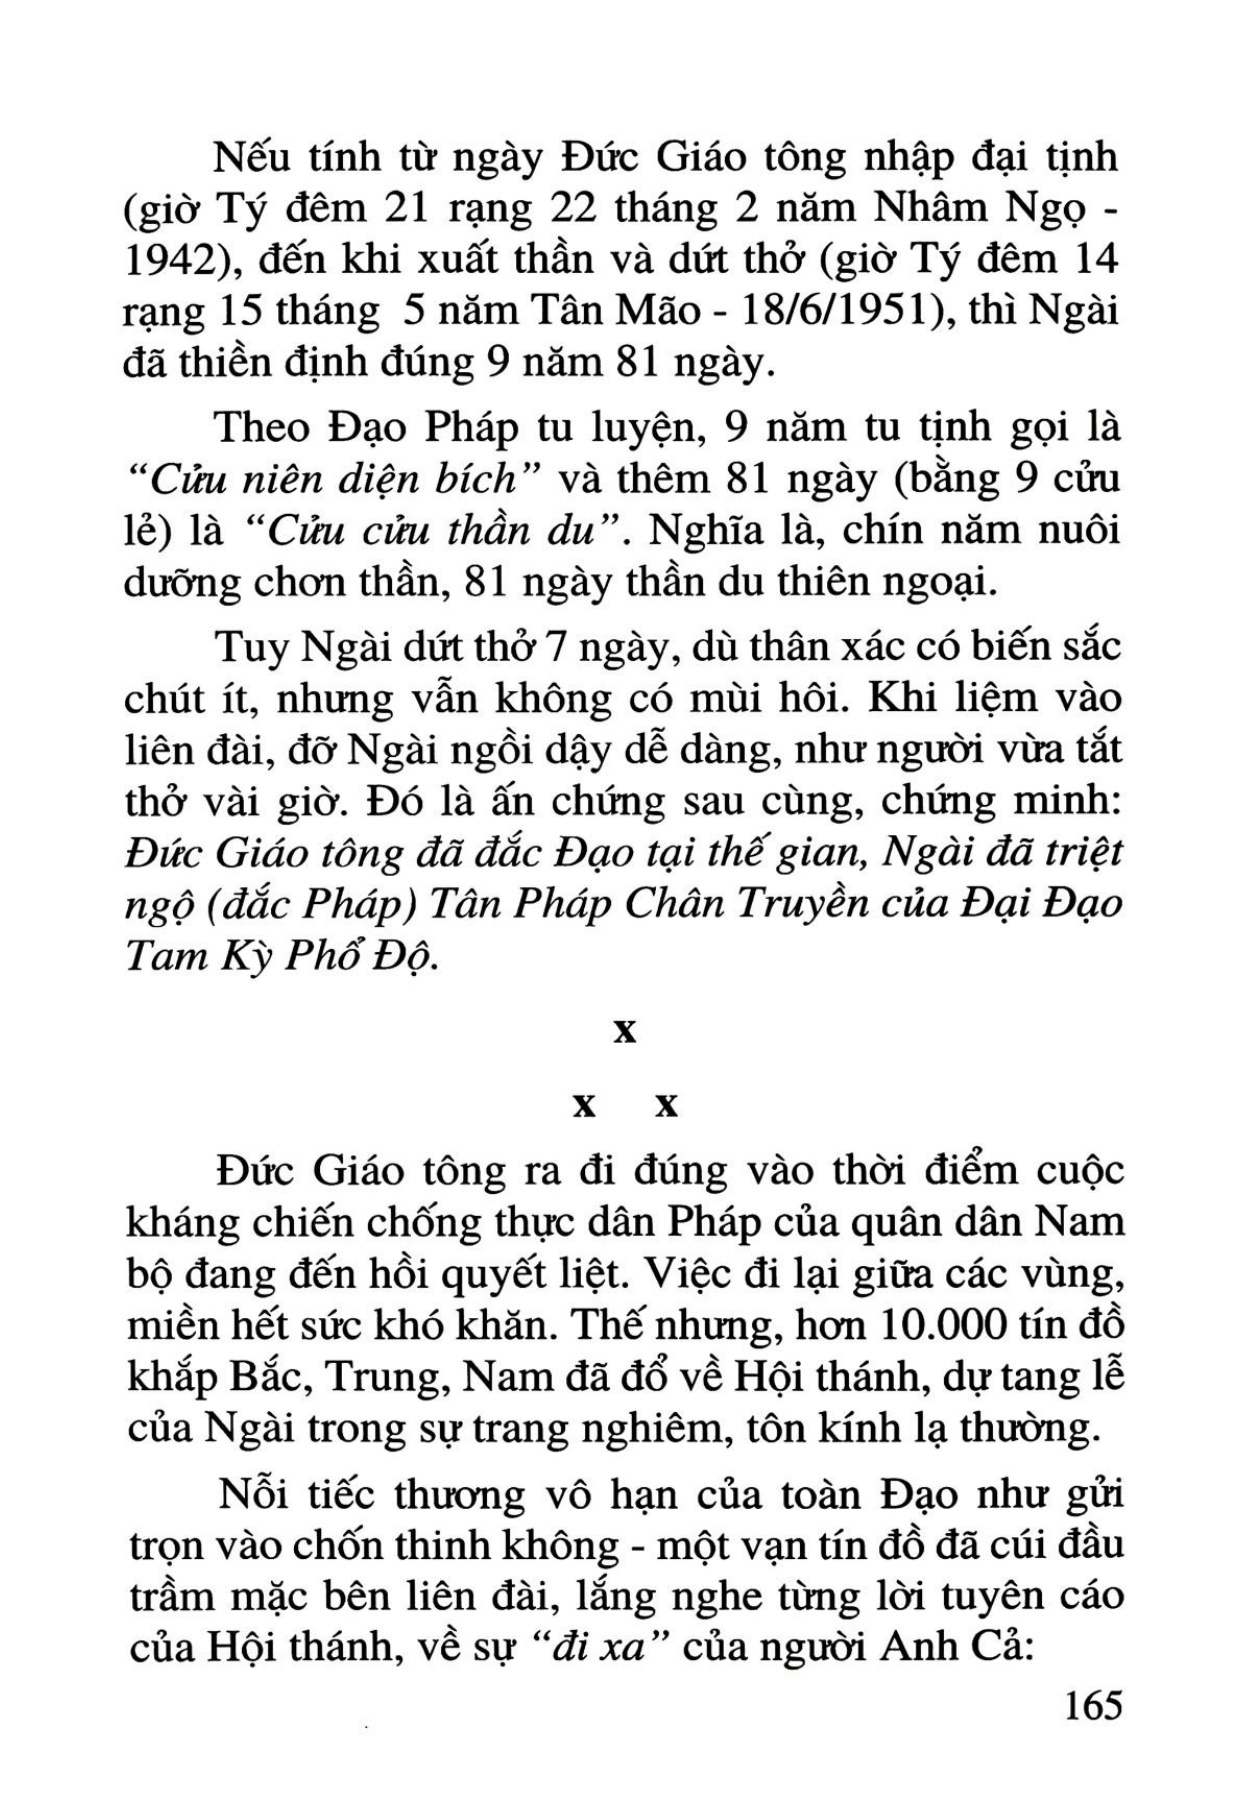 Nếu tính từ ngày Đức Giáo tông nhập đại tịnh
(giờ Tý đêm 21 rạng 22 tháng 2 năm Nhâm Ngọ -
1942), đến khi xuất thần và dứt thở (giờ Tý đêm 14
rạng 15 tháng 5 năm Tân Mão - 18/6/1951), thì Ngài
đã thiền định đúng 9 năm 81 ngày.
Theo Đạo Pháp tu luyện, 9 năm tu tịnh gọi là
“Cửu niên diện bích” và thêm 81 ngày (bằng 9 cửu
lẻ) là “Cửu cửu thần du”. Nghĩa là, chín năm nuôi
dưỡng chơn thần, 81 ngày thần du thiên ngoại.
Tuy Ngài dứt thở 7 ngày, dù thân xác có biến sắc
chút ít, nhưng vẫn không có mùi hôi. Khi liệm vào
liên đài, đỡ Ngài ngồi dậy dễ dàng, như người vừa tắt
thở vài giờ. Đó là ấn chứng sau cùng, chứng minh:
Đức Giáo tông đã đắc Đạo tại thế gian, Ngài đã triệt
ngộ (đắc Pháp) Tân Pháp Chân Truyền của Đại Đạo
Tam Kỳ Phổ Độ.
x
x x
Đức Giáo tông ra đi đúng vào thời điểm cuộc
kháng chiến chống thực dân Pháp của quân dân Nam
bộ đang đến hồi quyết liệt. Việc đi lại giữa các vùng,
miền hết sức khó khăn. Thế nhưng, hơn 10.000 tín đồ
khắp Bắc, Trung, Nam đã đổ về Hội thánh, dự tang lễ
của Ngài trong sự trang nghiêm, tôn kính lạ thường.
Nỗi tiếc thương vô hạn của toàn Đạo như gửi
trọn vào chốn thinh không - một vạn tín đồ đã cúi đầu
trầm mặc bên liên đài, lắng nghe từng lời tuyên cáo
của Hội thánh, về sự “đi xa” của người Anh Cả:
165